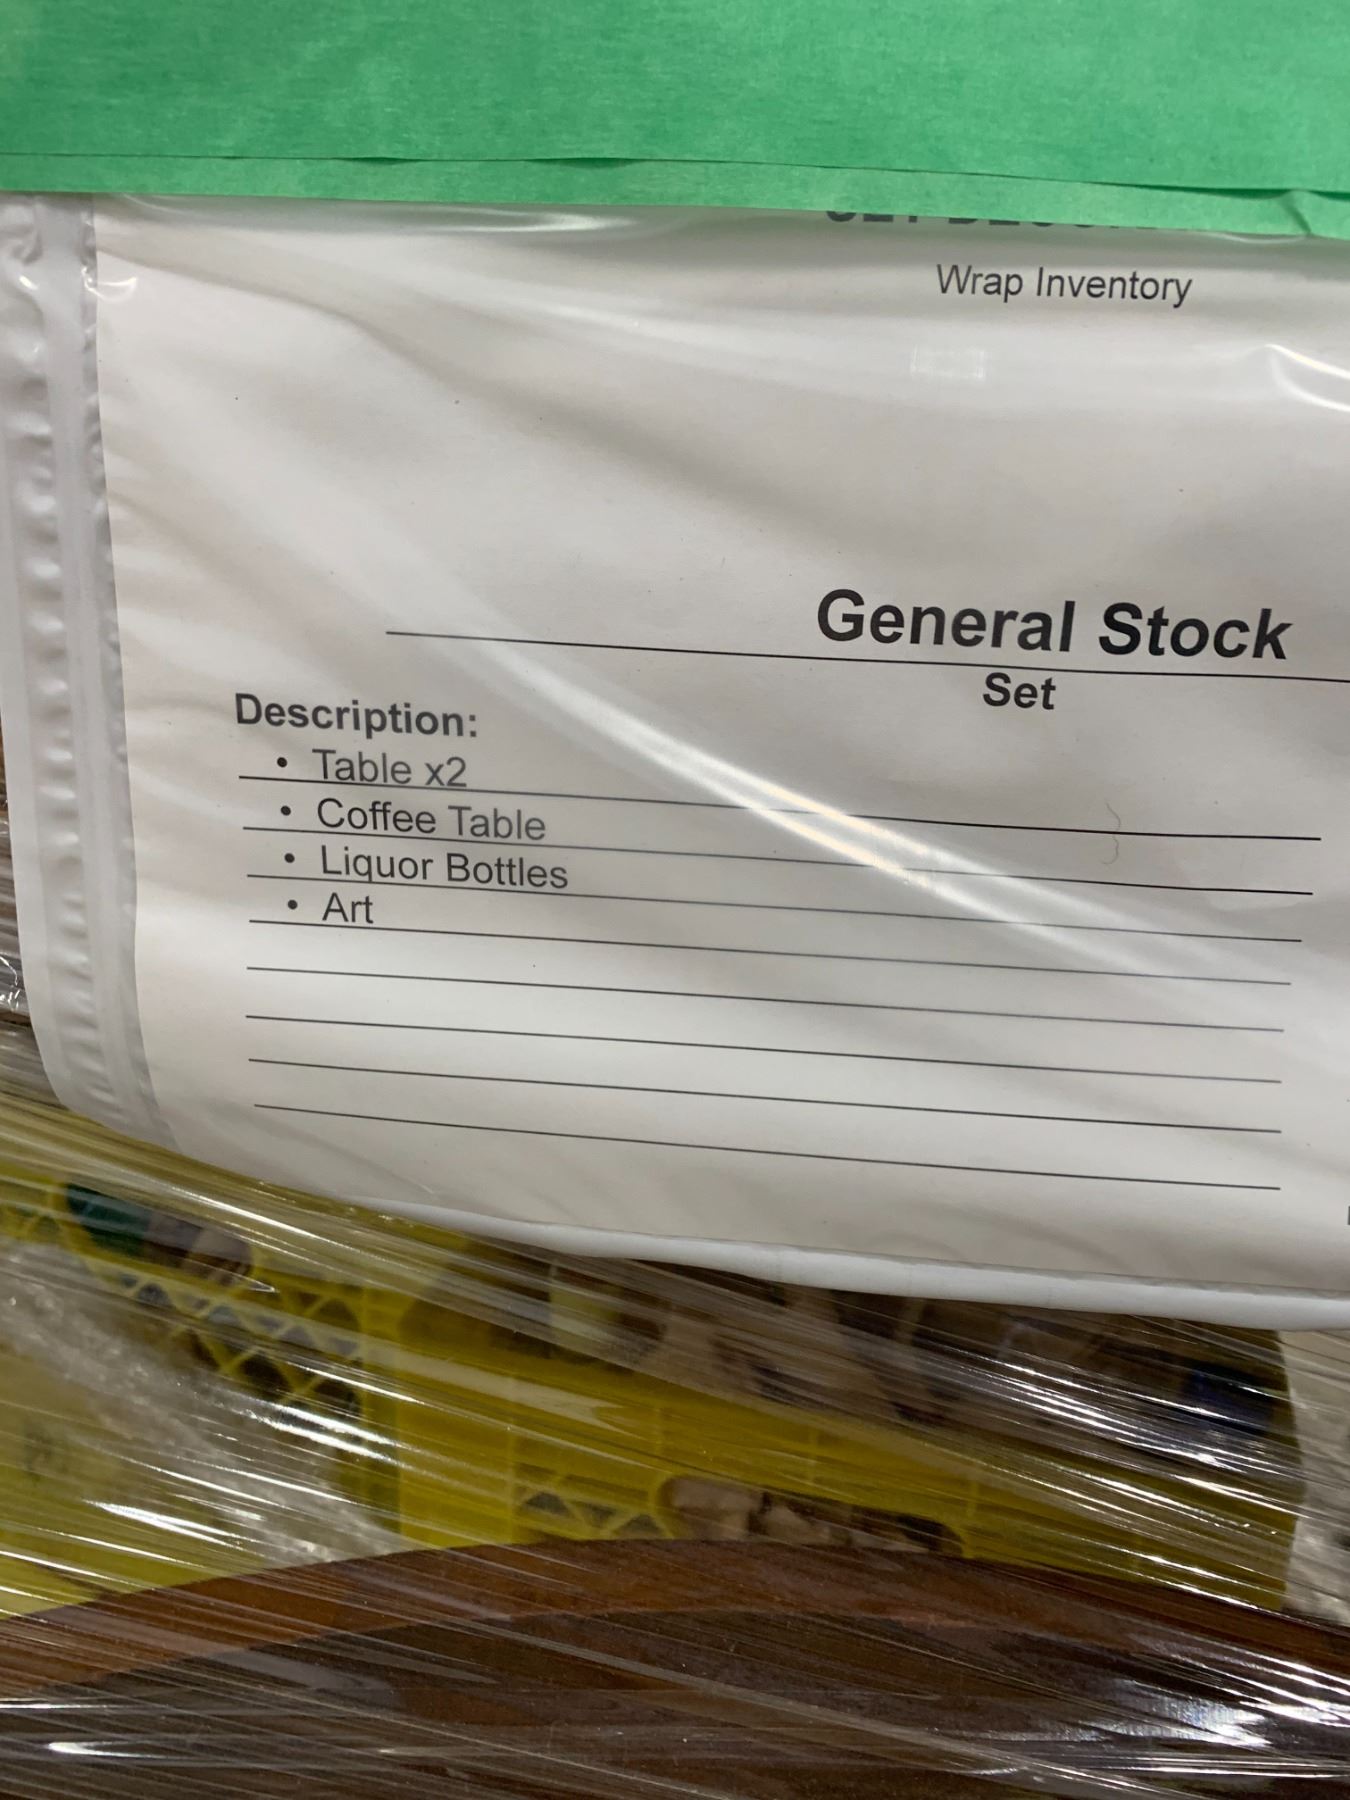 Wrap Inventory
General Stock
Set
Description:
• Table x2
• Coffee Table
• Liquor Bottles
• Art